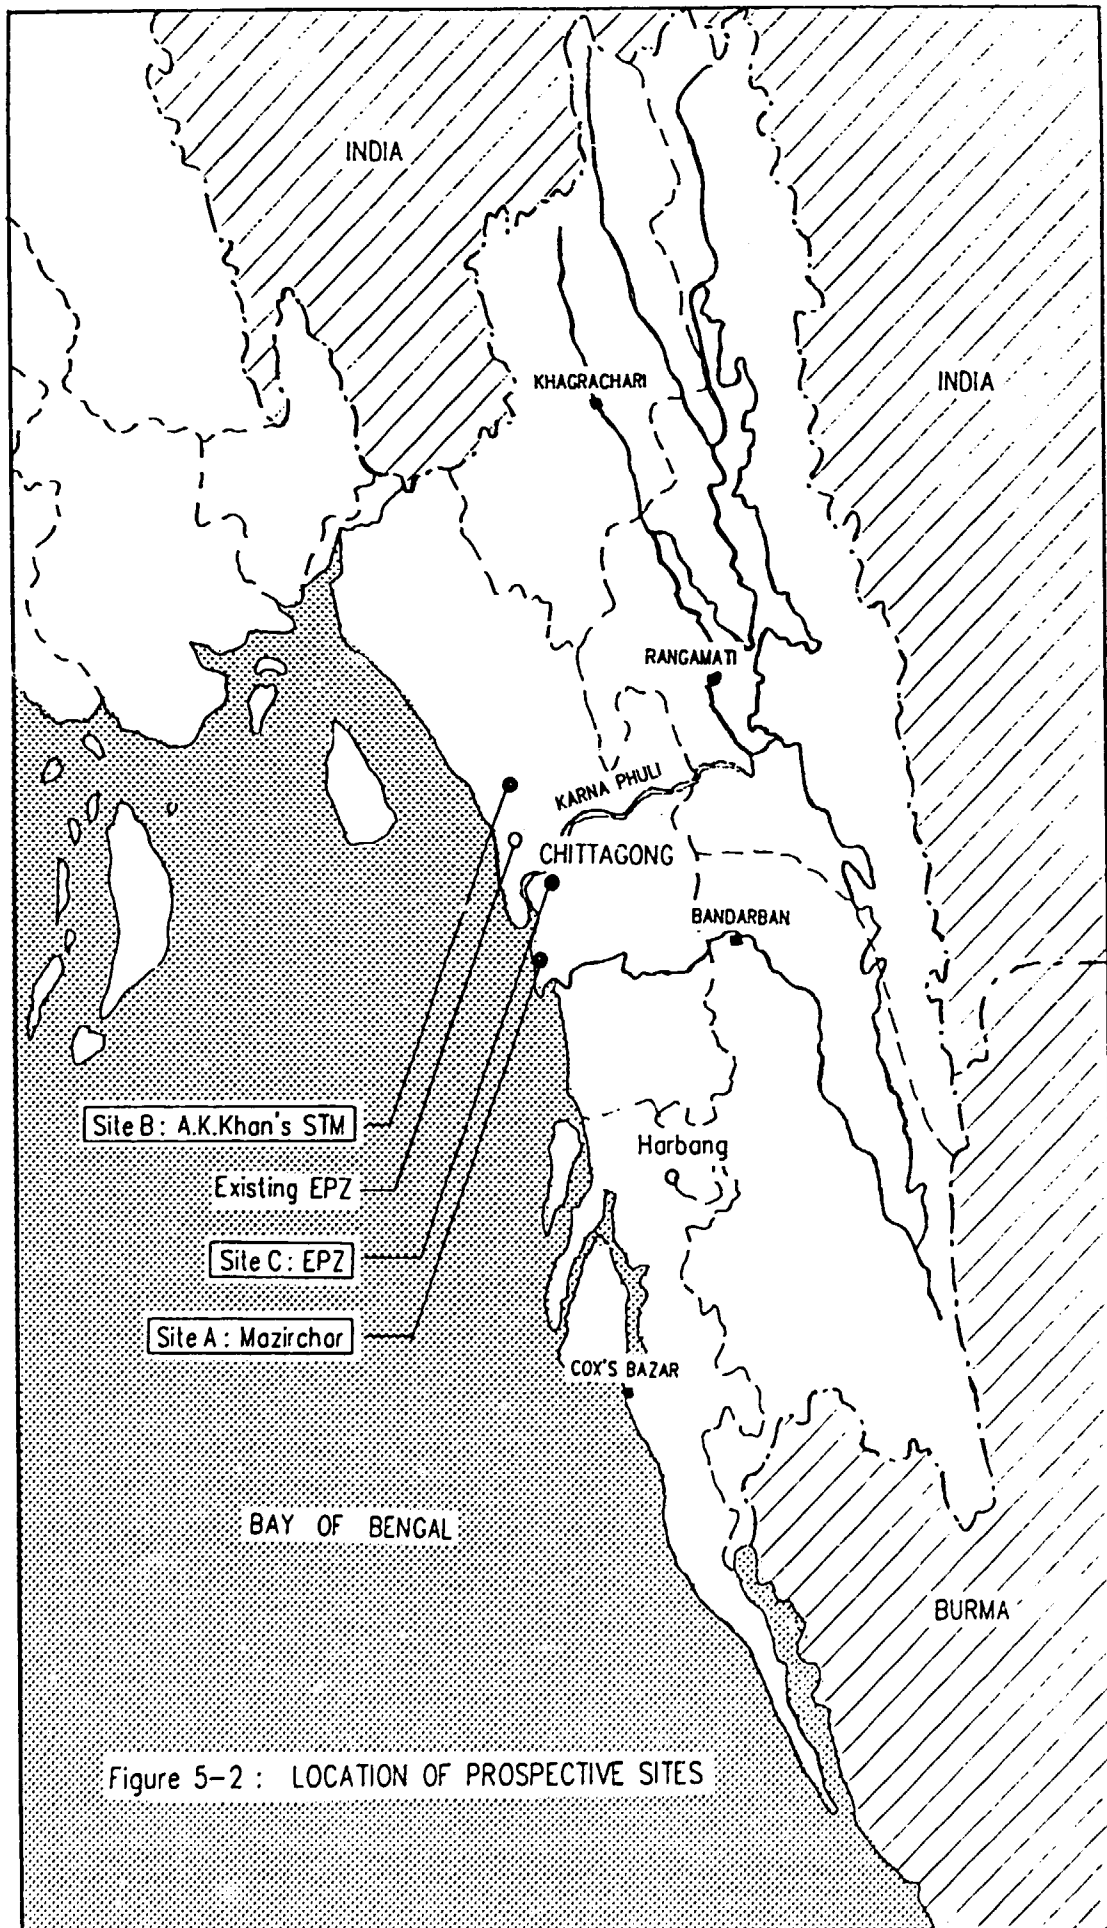 INDIA
KHAGRACHARI
INDIA
RANGAMATI
KARNA PHULI
CHITTAGONG
BANDARBAN
Site B : A.K.Khan's STM
Harbang
Existing EPZ
Site C : EPZ
Site A : Mazirchar
COX'S BAZAR
BAY OF BENGAL
BURMA
Figure 5-2 : LOCATION OF PROSPECTIVE SITES